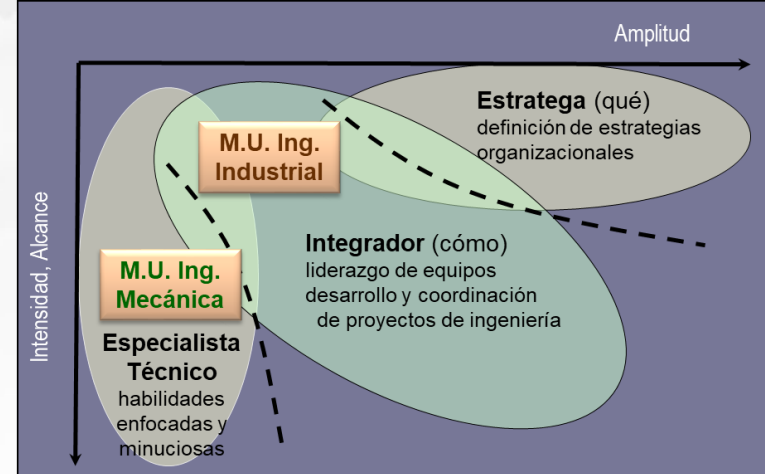 Amplitud
Intensidad, Alcance
Estratega (qué)
definición de estrategias
organizacionales
M.U. Ing.
Industrial
Integrador (cómo)
liderazgo de equipos
desarrollo y coordinación
de proyectos de ingeniería
M.U. Ing.
Mecánica
Especialista
Técnico
habilidades
enfocadas y
minuciosas